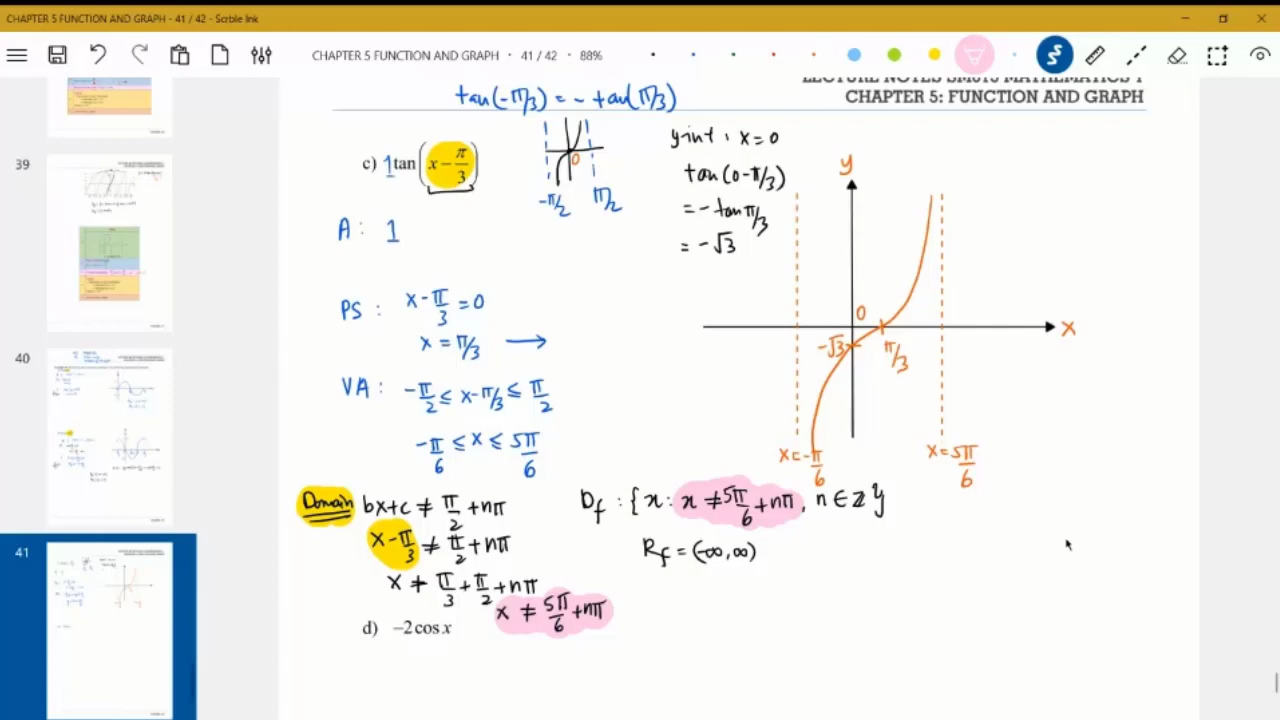 CHAPTER 5 FUNCTION AND GRAPH - 41 / 42 - Scrble Ink
CHAPTER 5 FUNCTION AND GRAPH • 41 / 42 • 88%
CHAPTER 5: FUNCTION AND GRAPH
39
40
41
tan(-π/3) = - tan(π/3)
c) 1tan(x - π/3)
0
-π/2 π/2
A: 1
PS: x - π/3 = 0
x = π/3 →
VA: -π/2 ≤ x - π/3 ≤ π/2
-π/6 ≤ x ≤ 5π/6
y int : x = 0
tan(0 - π/3)
= - tan π/3
= -√3
y
0
x
-√3
π/3
x = -π/6
x = 5π/6
Domain bx + c ≠ π/2 + nπ
x - π/3 ≠ π/2 + nπ
x ≠ π/3 + π/2 + nπ
x ≠ 5π/6 + nπ
Df : {x : x ≠ 5π/6 + nπ, n ∈ Z}
Rf = (-∞, ∞)
d) -2cos x